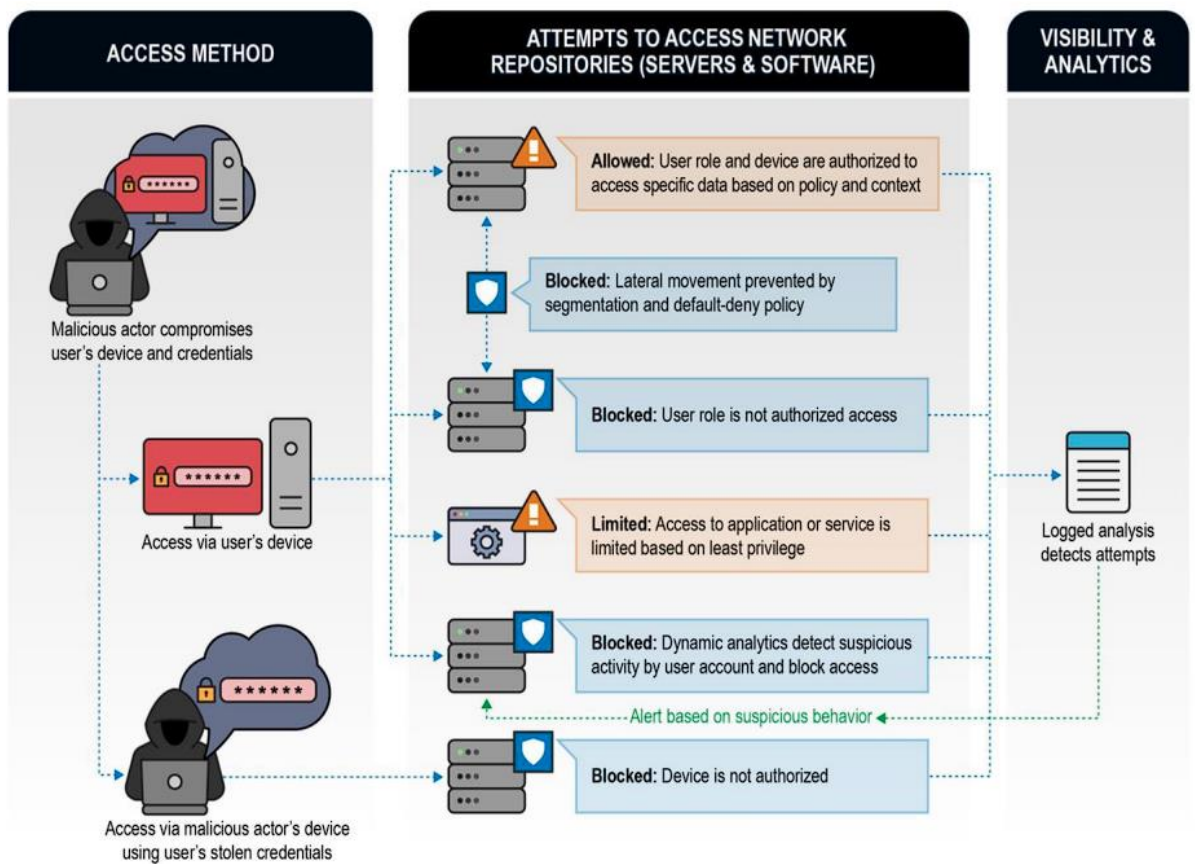 ACCESS METHOD
ATTEMPTS TO ACCESS NETWORK
REPOSITORIES (SERVERS & SOFTWARE)
VISIBILITY &
ANALYTICS
******
Malicious actor compromises
user's device and credentials
******
Access via user's device
******
Access via malicious actor's device
using user's stolen credentials
Allowed: User role and device are authorized to
access specific data based on policy and context
Blocked: Lateral movement prevented by
segmentation and default-deny policy
Blocked: User role is not authorized access
Limited: Access to application or service is
limited based on least privilege
Blocked: Dynamic analytics detect suspicious
activity by user account and block access
Alert based on suspicious behavior
Blocked: Device is not authorized
Logged analysis
detects attempts